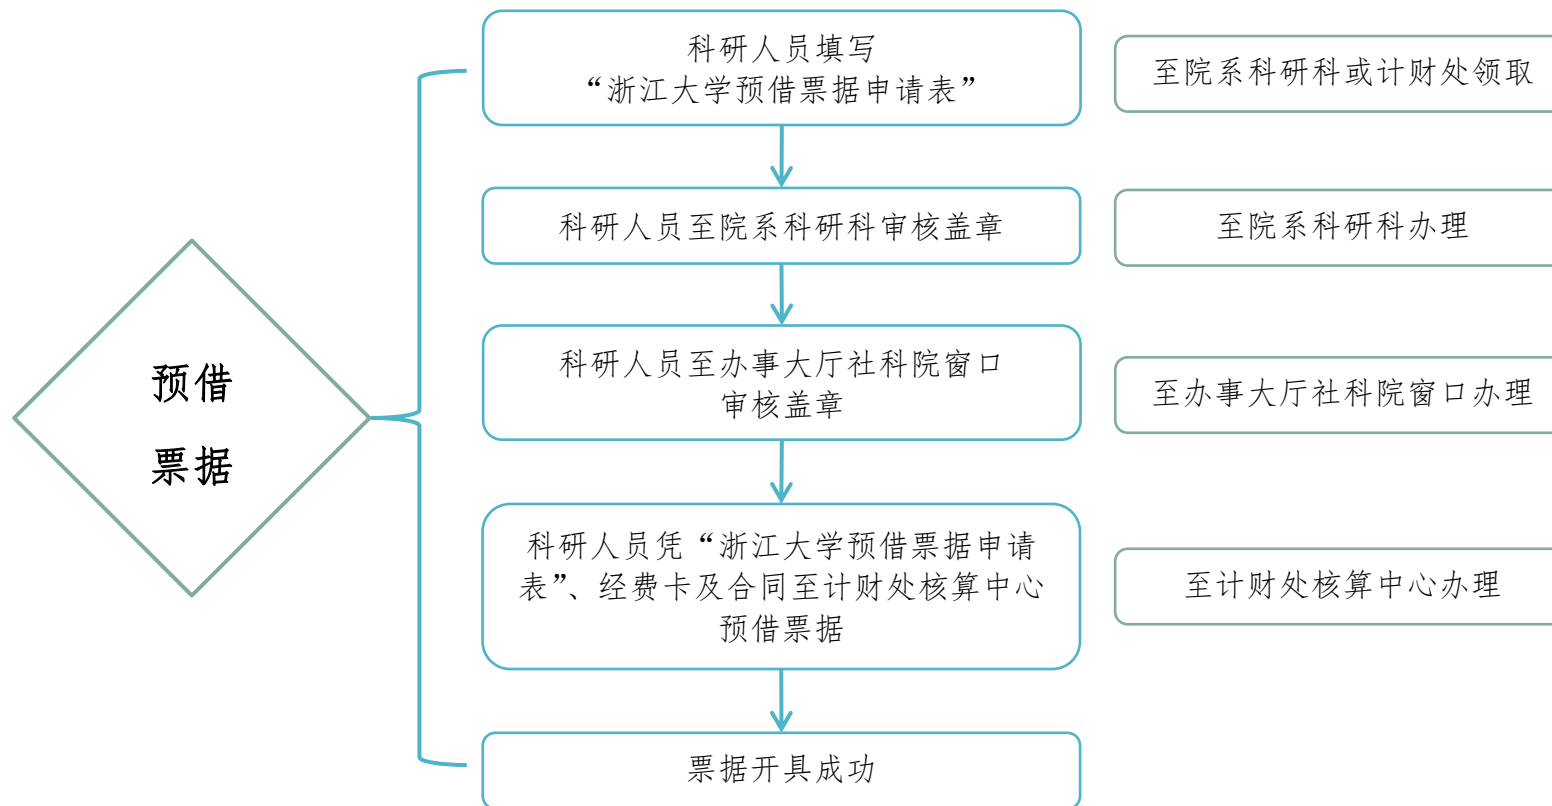 科研人员填写
“浙江大学预借票据申请表”
至院系科研科或计财处领取
科研人员至院系科研科审核盖章
至院系科研科办理
预借
票据
科研人员至办事大厅社科院窗口
审核盖章
至办事大厅社科院窗口办理
科研人员凭“浙江大学预借票据申请
表”、经费卡及合同至计财处核算中心
预借票据
至计财处核算中心办理
票据开具成功